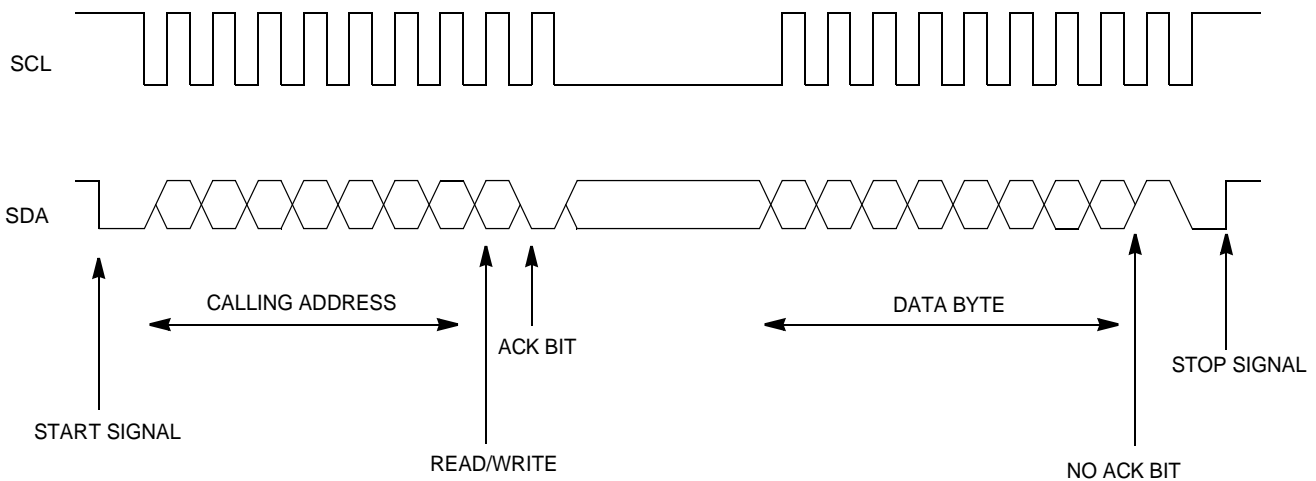 SCL
SDA
CALLING ADDRESS
DATA BYTE
ACK BIT
STOP SIGNAL
START SIGNAL
READ/WRITE
NO ACK BIT